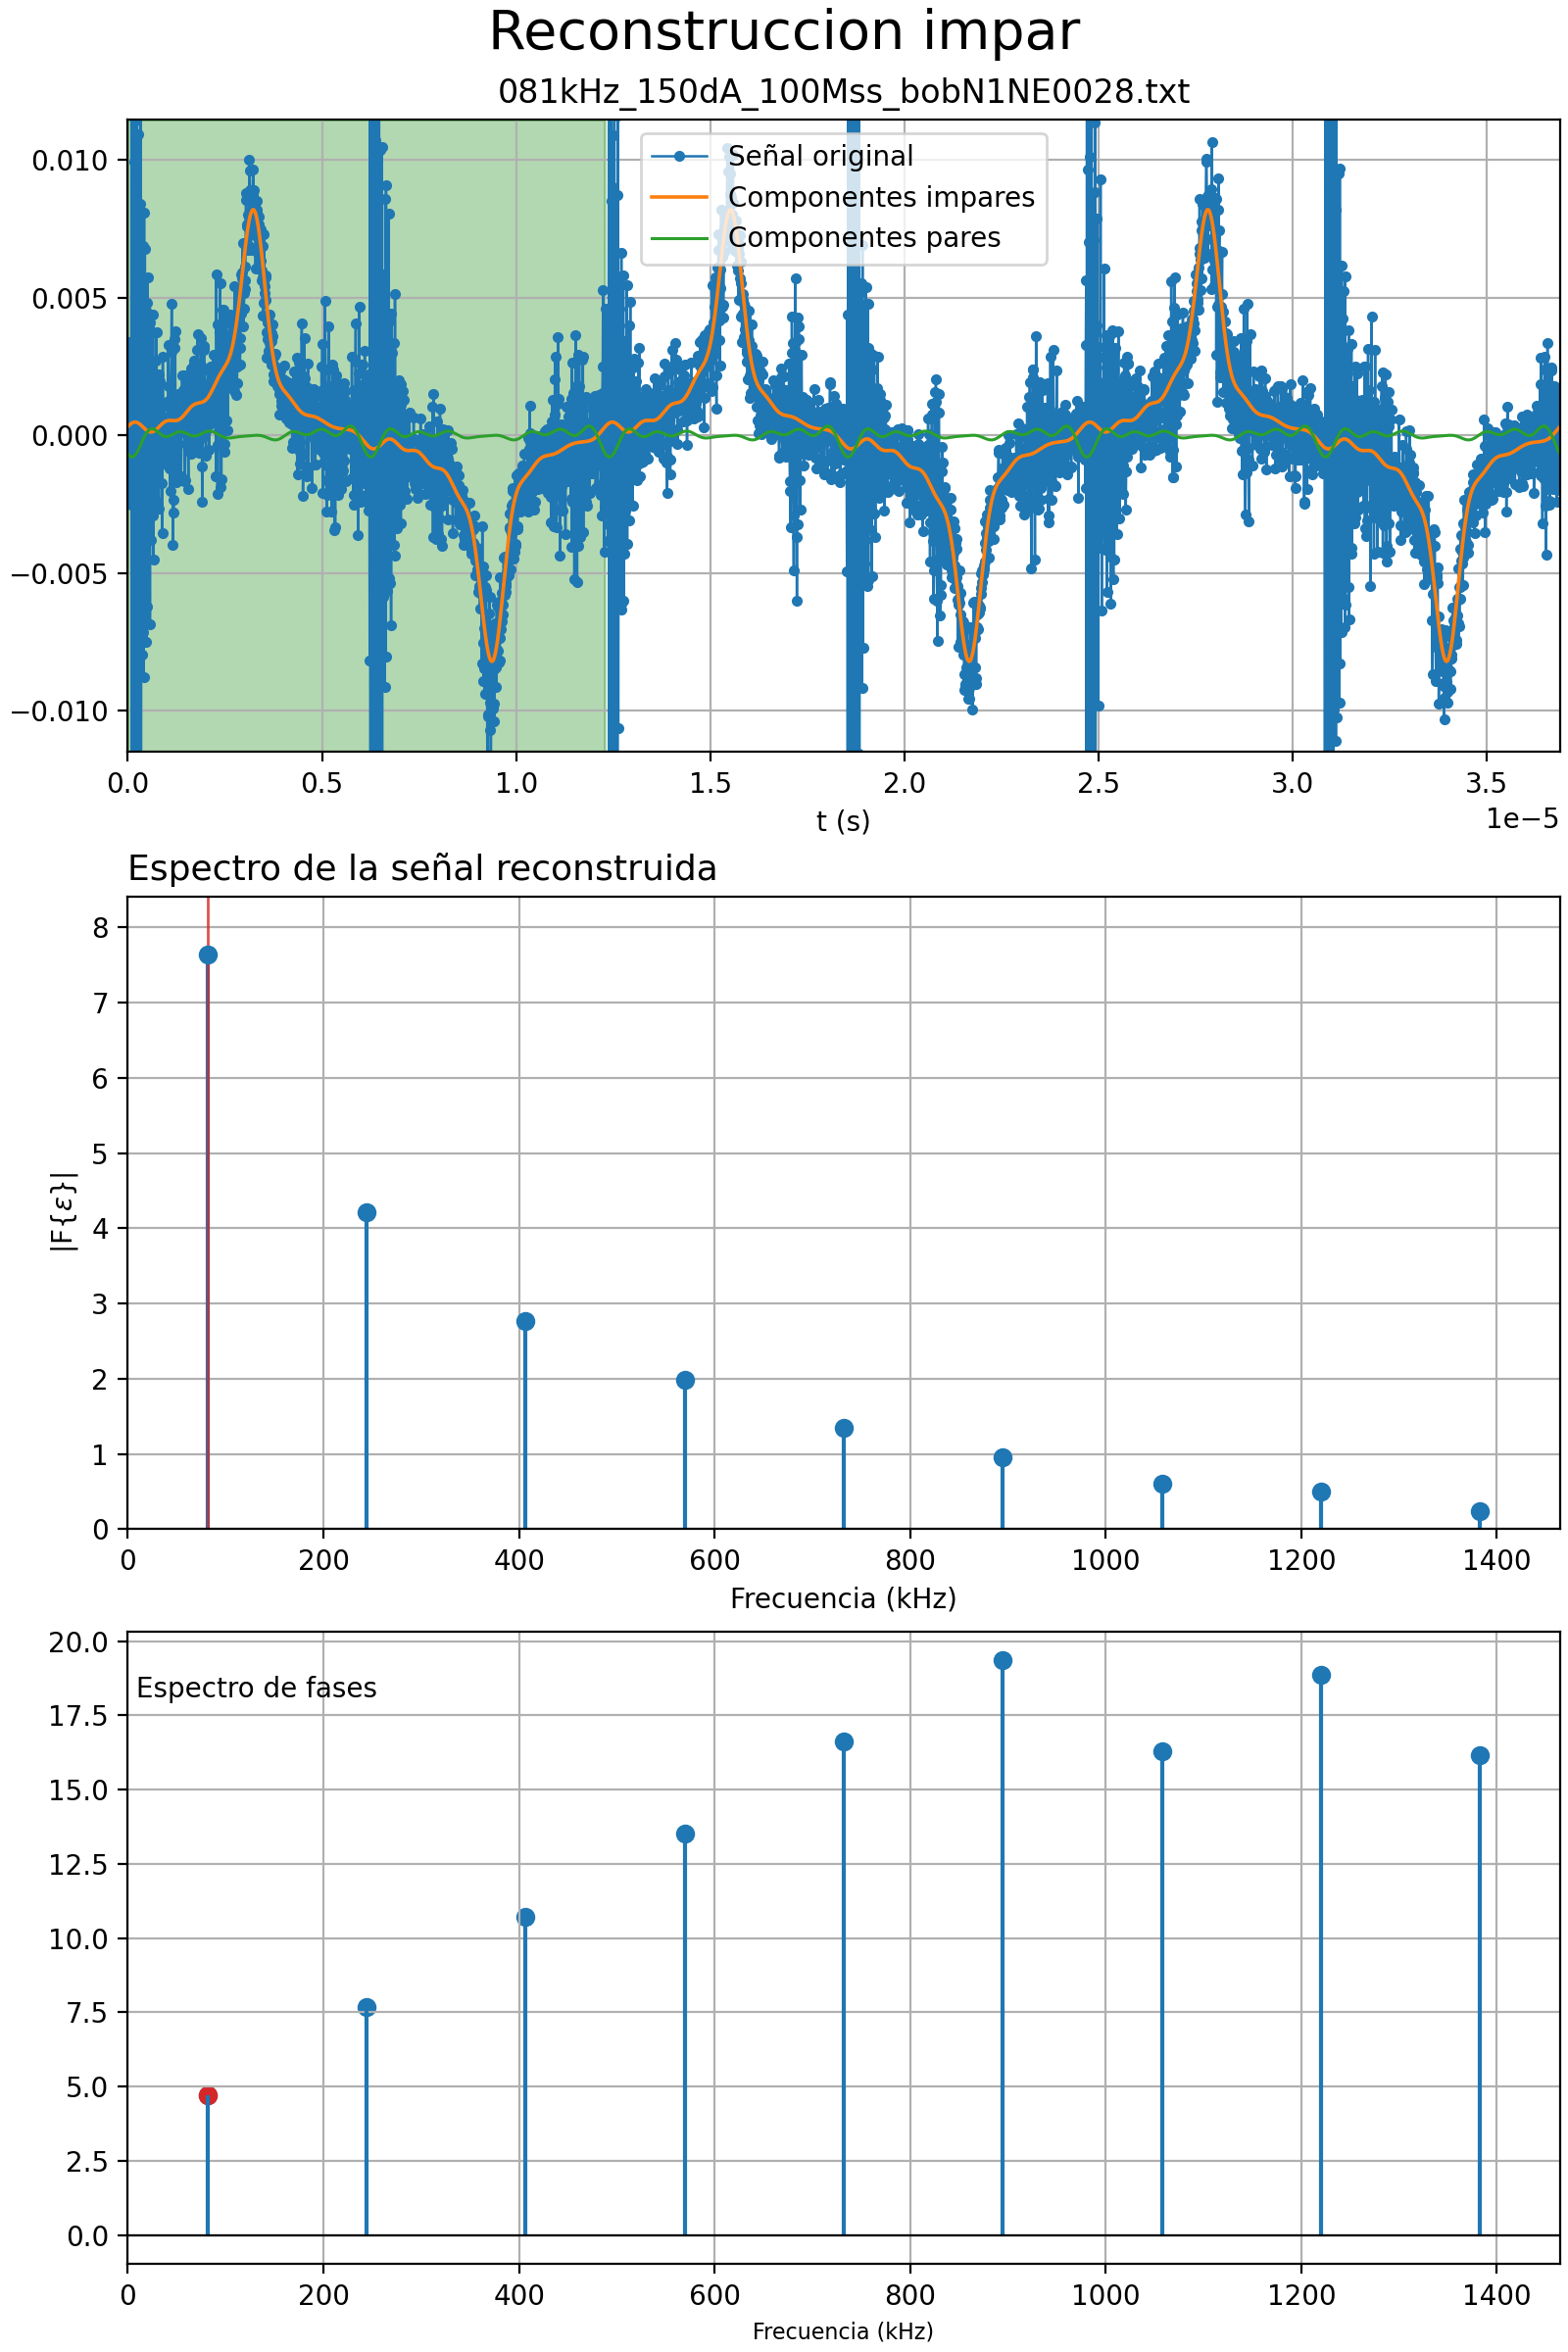 Reconstruccion impar
081kHz_150dA_100Mss_bobN1NE0028.txt
Señal original
Componentes impares
Componentes pares
0.010
0.005
0.000
−0.005
−0.010
0.0 0.5 1.0 1.5 2.0 2.5 3.0 3.5
t (s)
1e−5
Espectro de la señal reconstruida
8
7
6
5
4
3
2
1
0
|F{ε}|
0 200 400 600 800 1000 1200 1400
Frecuencia (kHz)
Espectro de fases
20.0
17.5
15.0
12.5
10.0
7.5
5.0
2.5
0.0
0 200 400 600 800 1000 1200 1400
Frecuencia (kHz)